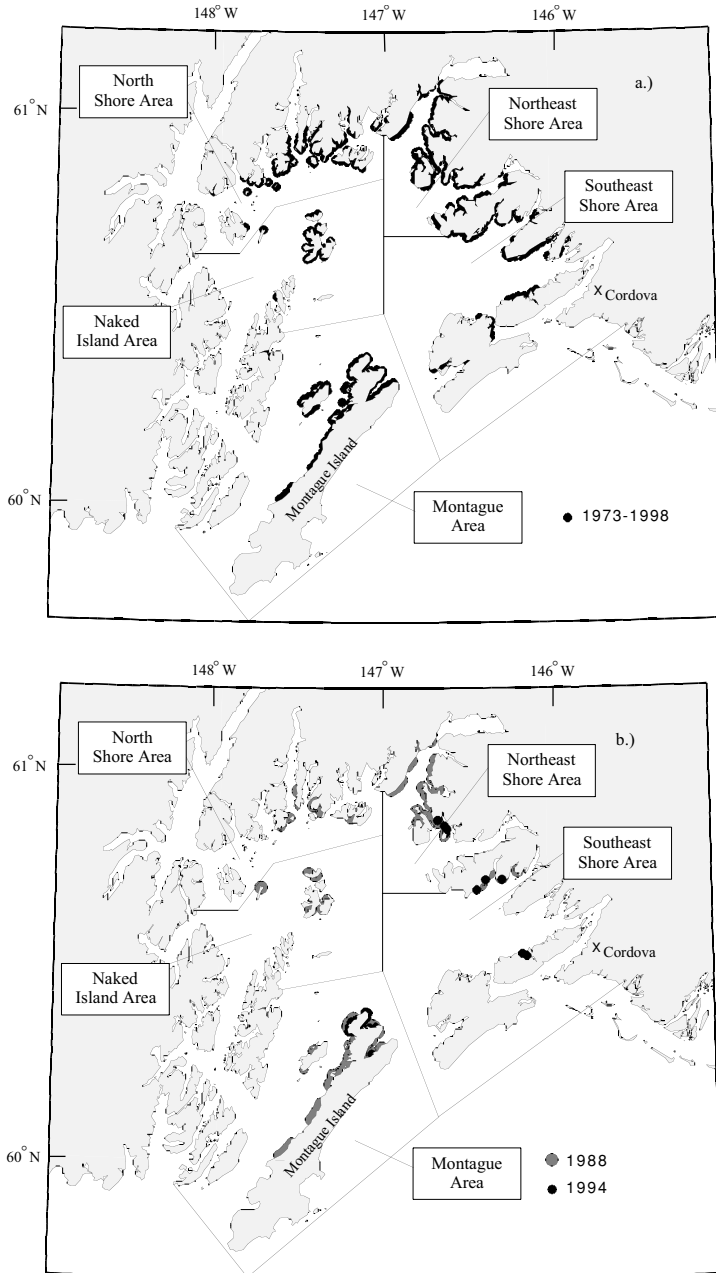 148°W
147°W
146°W
61°N
60°N
a.)
North
Shore Area
Northeast
Shore Area
Southeast
Shore Area
x Cordova
Naked
Island Area
Montague Island
Montague
Area
1973-1998
148°W
147°W
146°W
61°N
60°N
b.)
North
Shore Area
Northeast
Shore Area
Southeast
Shore Area
x Cordova
Naked
Island Area
Montague Island
Montague
Area
1988
1994